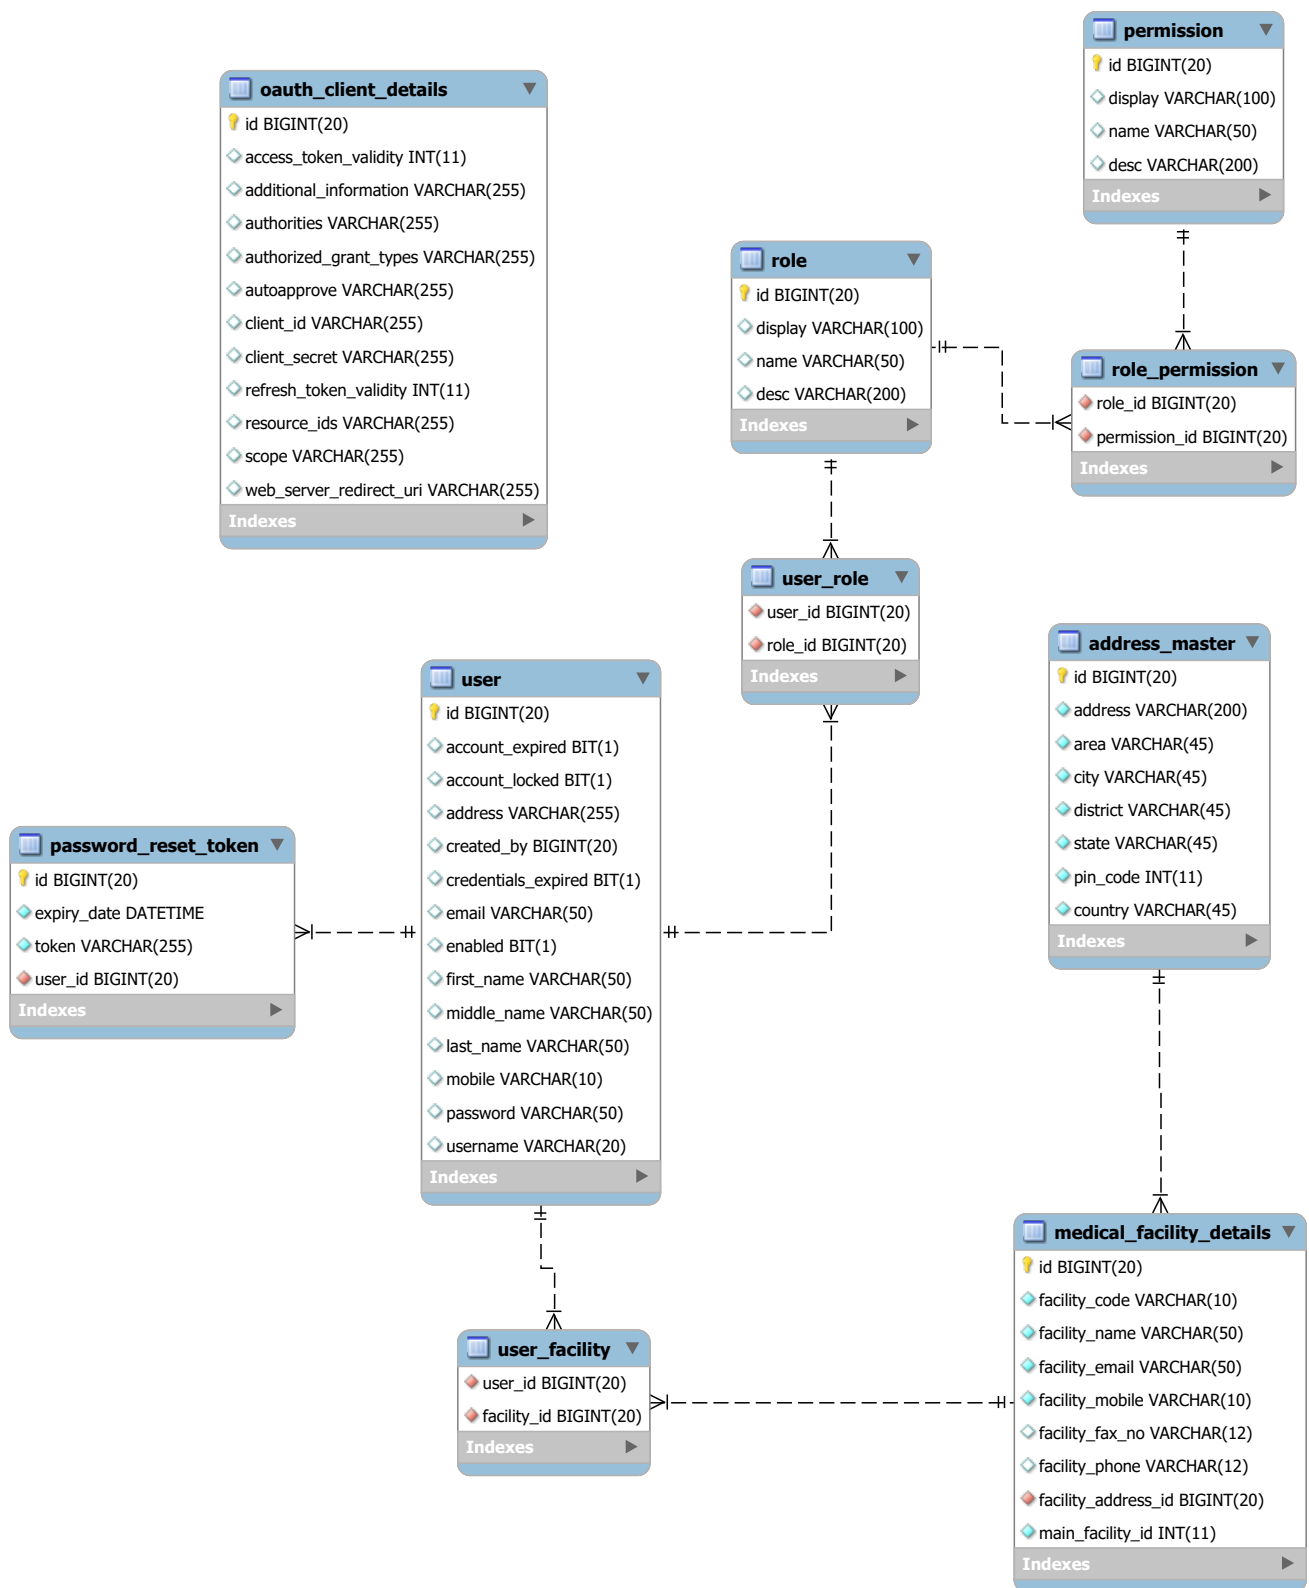 permission
id BIGINT(20)
display VARCHAR(100)
name VARCHAR(50)
desc VARCHAR(200)
Indexes
oauth_client_details
id BIGINT(20)
access_token_validity INT(11)
additional_information VARCHAR(255)
authorities VARCHAR(255)
authorized_grant_types VARCHAR(255)
autoapprove VARCHAR(255)
client_id VARCHAR(255)
client_secret VARCHAR(255)
refresh_token_validity INT(11)
resource_ids VARCHAR(255)
scope VARCHAR(255)
web_server_redirect_uri VARCHAR(255)
Indexes
role
id BIGINT(20)
display VARCHAR(100)
name VARCHAR(50)
desc VARCHAR(200)
Indexes
role_permission
role_id BIGINT(20)
permission_id BIGINT(20)
Indexes
user_role
user_id BIGINT(20)
role_id BIGINT(20)
Indexes
address_master
id BIGINT(20)
address VARCHAR(200)
area VARCHAR(45)
city VARCHAR(45)
district VARCHAR(45)
state VARCHAR(45)
pin_code INT(11)
country VARCHAR(45)
Indexes
user
id BIGINT(20)
account_expired BIT(1)
account_locked BIT(1)
address VARCHAR(255)
created_by BIGINT(20)
credentials_expired BIT(1)
email VARCHAR(50)
enabled BIT(1)
first_name VARCHAR(50)
middle_name VARCHAR(50)
last_name VARCHAR(50)
mobile VARCHAR(10)
password VARCHAR(50)
username VARCHAR(20)
Indexes
password_reset_token
id BIGINT(20)
expiry_date DATETIME
token VARCHAR(255)
user_id BIGINT(20)
Indexes
medical_facility_details
id BIGINT(20)
facility_code VARCHAR(10)
facility_name VARCHAR(50)
facility_email VARCHAR(50)
facility_mobile VARCHAR(10)
facility_fax_no VARCHAR(12)
facility_phone VARCHAR(12)
facility_address_id BIGINT(20)
main_facility_id INT(11)
Indexes
user_facility
user_id BIGINT(20)
facility_id BIGINT(20)
Indexes